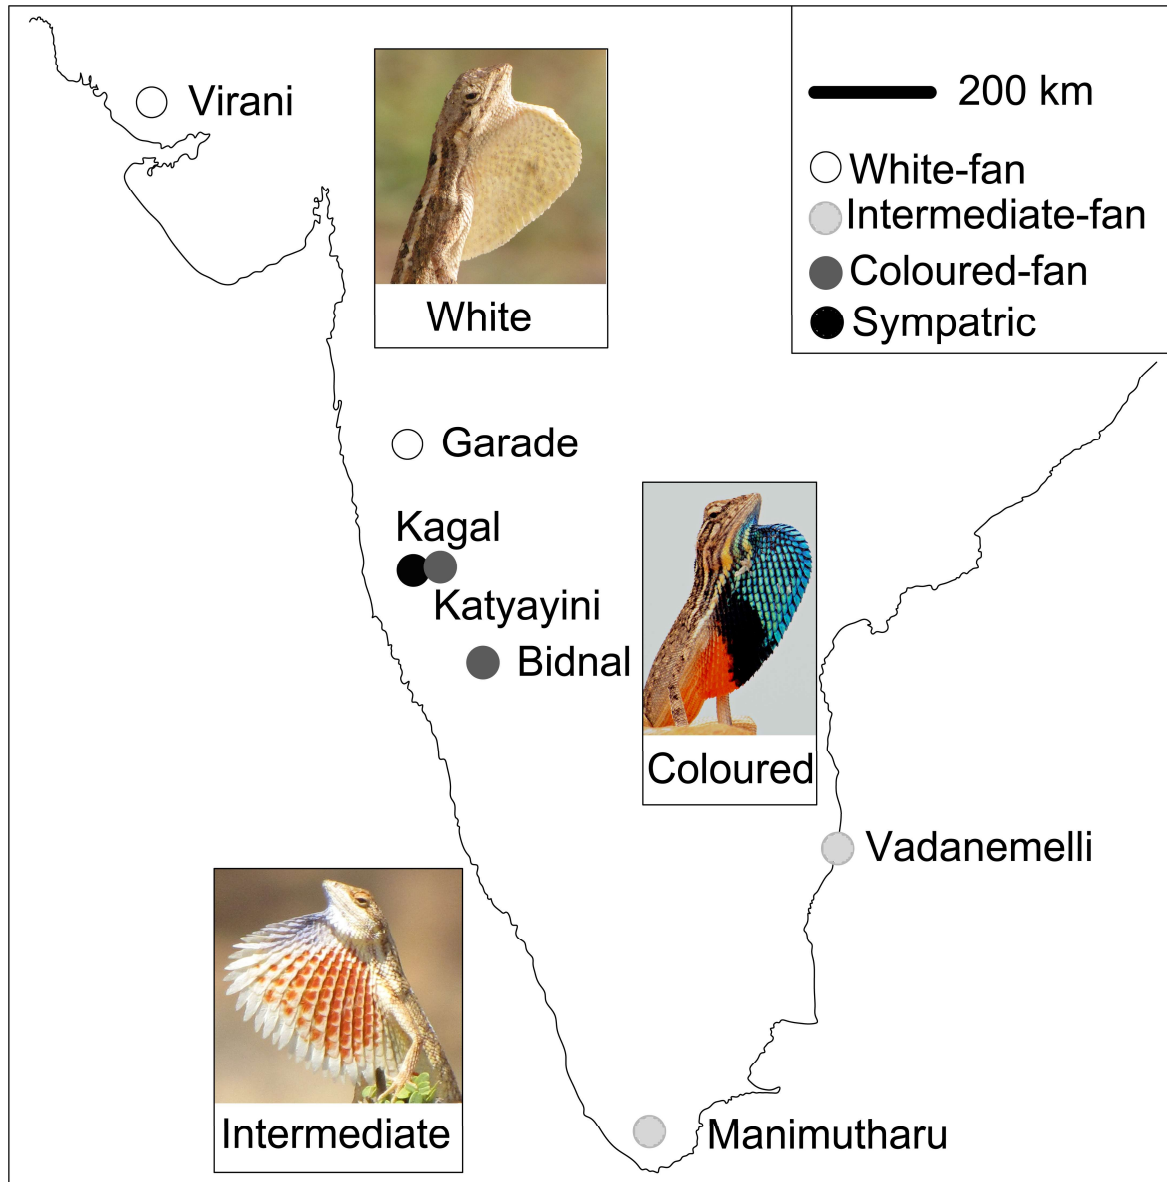 Virani
200 km
White-fan
Intermediate-fan
Coloured-fan
Sympatric
White
Garade
Kagal
Katyayini
Bidnal
Coloured
Vadanemelli
Intermediate
Manimutharu